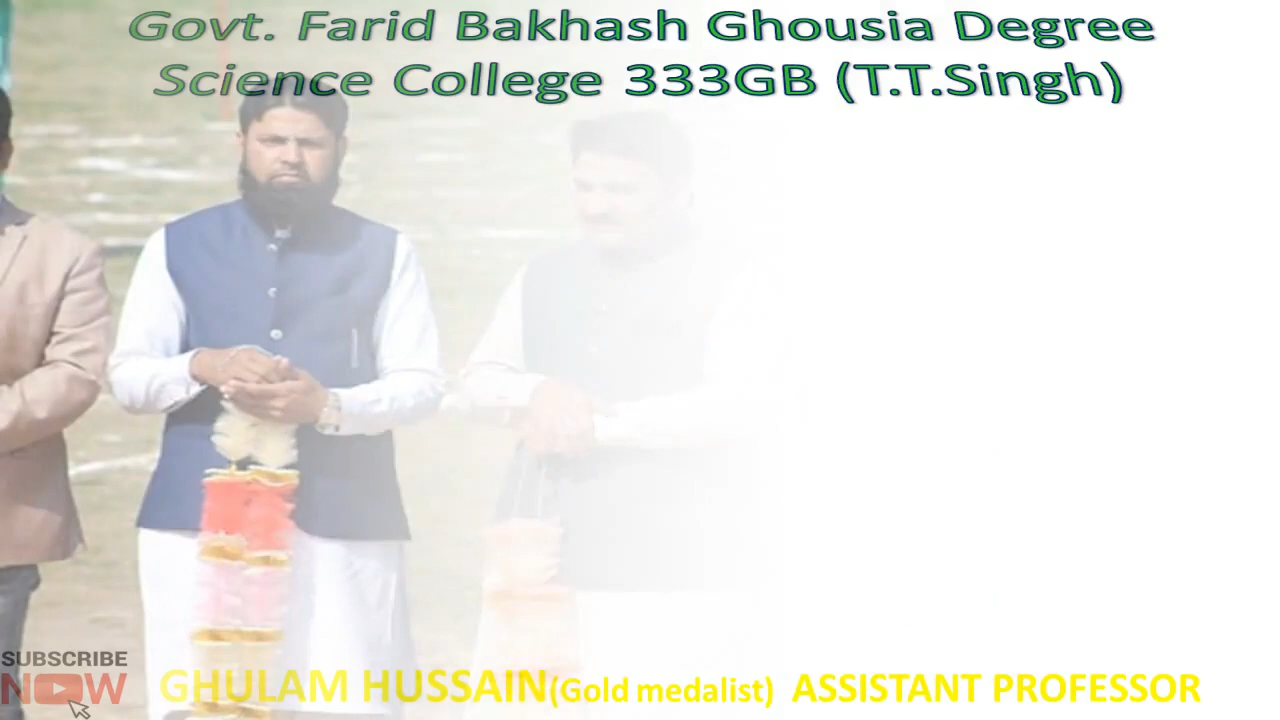 Govt. Farid Bakhash Ghousia Degree
Science College 333GB (T.T.Singh)
SUBSCRIBE
NOW
GHULAM HUSSAIN(Gold medalist) ASSISTANT PROFESSOR